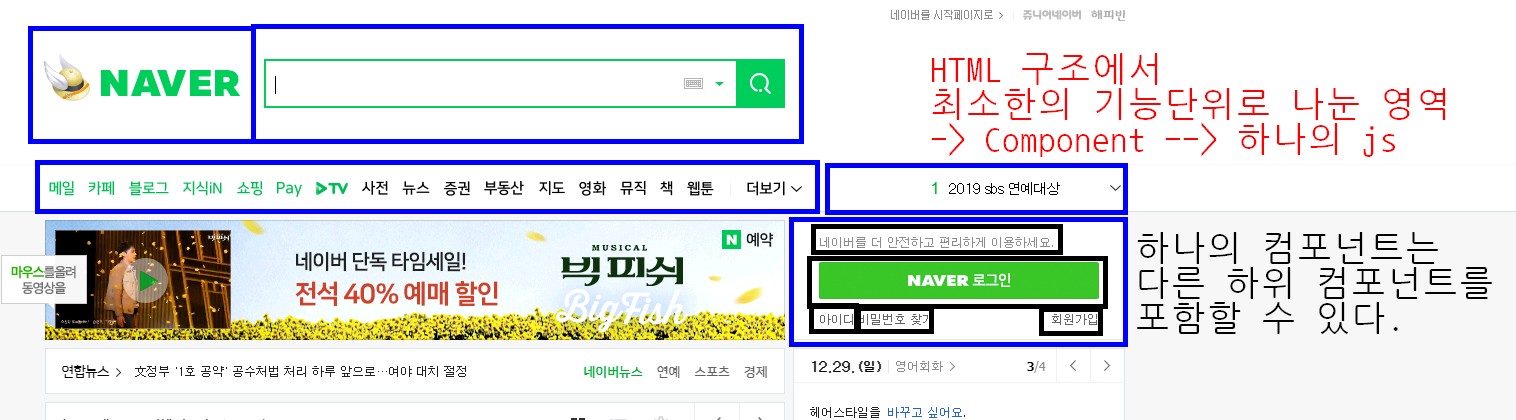 네이버를 시작페이지로 > 쥬니어네이버 해피빈
NAVER
HTML 구조에서
최소한의 기능단위로 나눈 영역
-> Component --> 하나의 js
메일 카페 블로그 지식iN 쇼핑 Pay TV 사전 뉴스 증권 부동산 지도 영화 뮤직 책 웹툰 더보기
1 2019 sbs 연예대상
마우스를올려
동영상을
빅피쉬
네이버 단독 타임세일!
전석 40% 예매 할인
MUSICAL
빅 피쉬
Big Fish
N 예약
네이버를 더 안전하고 편리하게 이용하세요.
NAVER 로그인
아이디 비밀번호 찾기
회원가입
하나의 컴포넌트는
다른 하위 컴포넌트를
포함할 수 있다.
연합뉴스 > 文정부 '1호 공약' 공수처법 처리 하루 앞으로…여야 대치 절정
네이버뉴스 연예 스포츠 경제
12.29. (일) 영어회화 > 3/4 < >
헤어스타일을 바꾸고 싶어요.